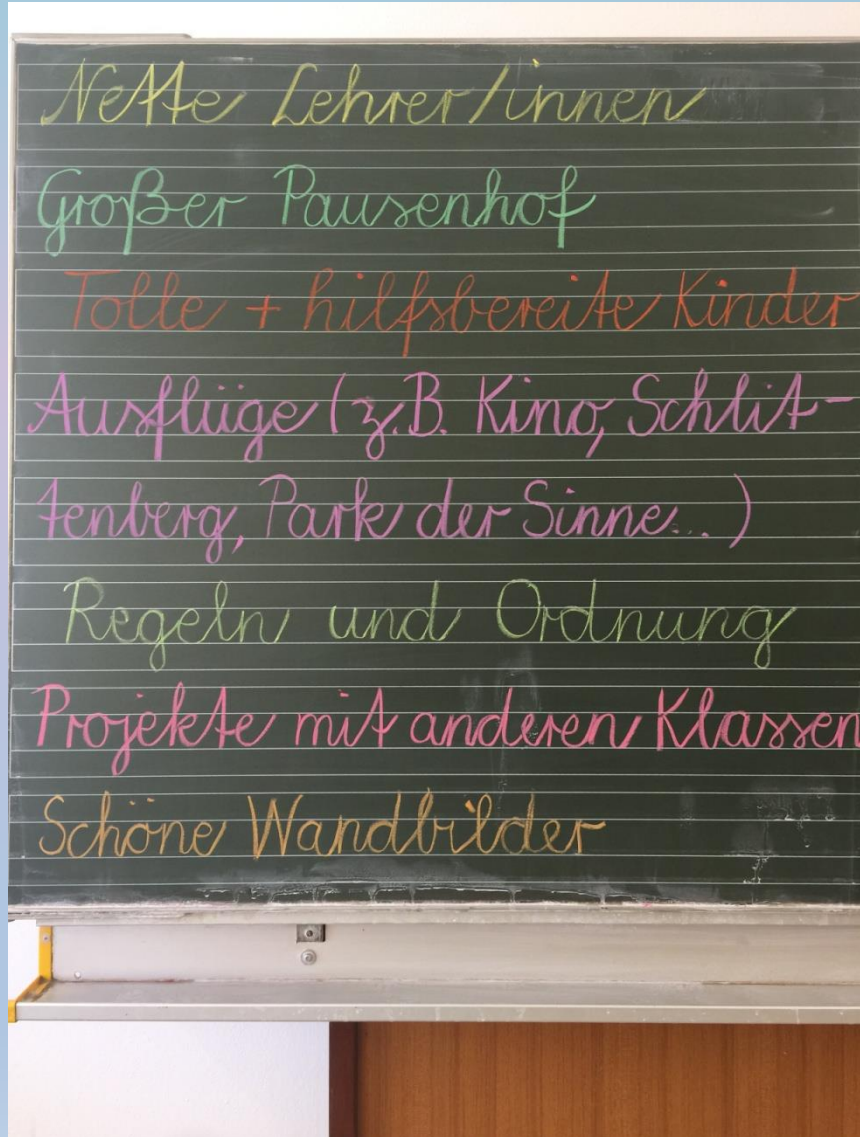 Nette Lehrer/innen
Großer Pausenhof
Tolle + hilfsbereite Kinder
Ausflüge (z.B. Kino, Schlit-
tenberg, Park der Sinne...)
Regeln und Ordnung
Projekte mit anderen Klassen
Schöne Wandbilder